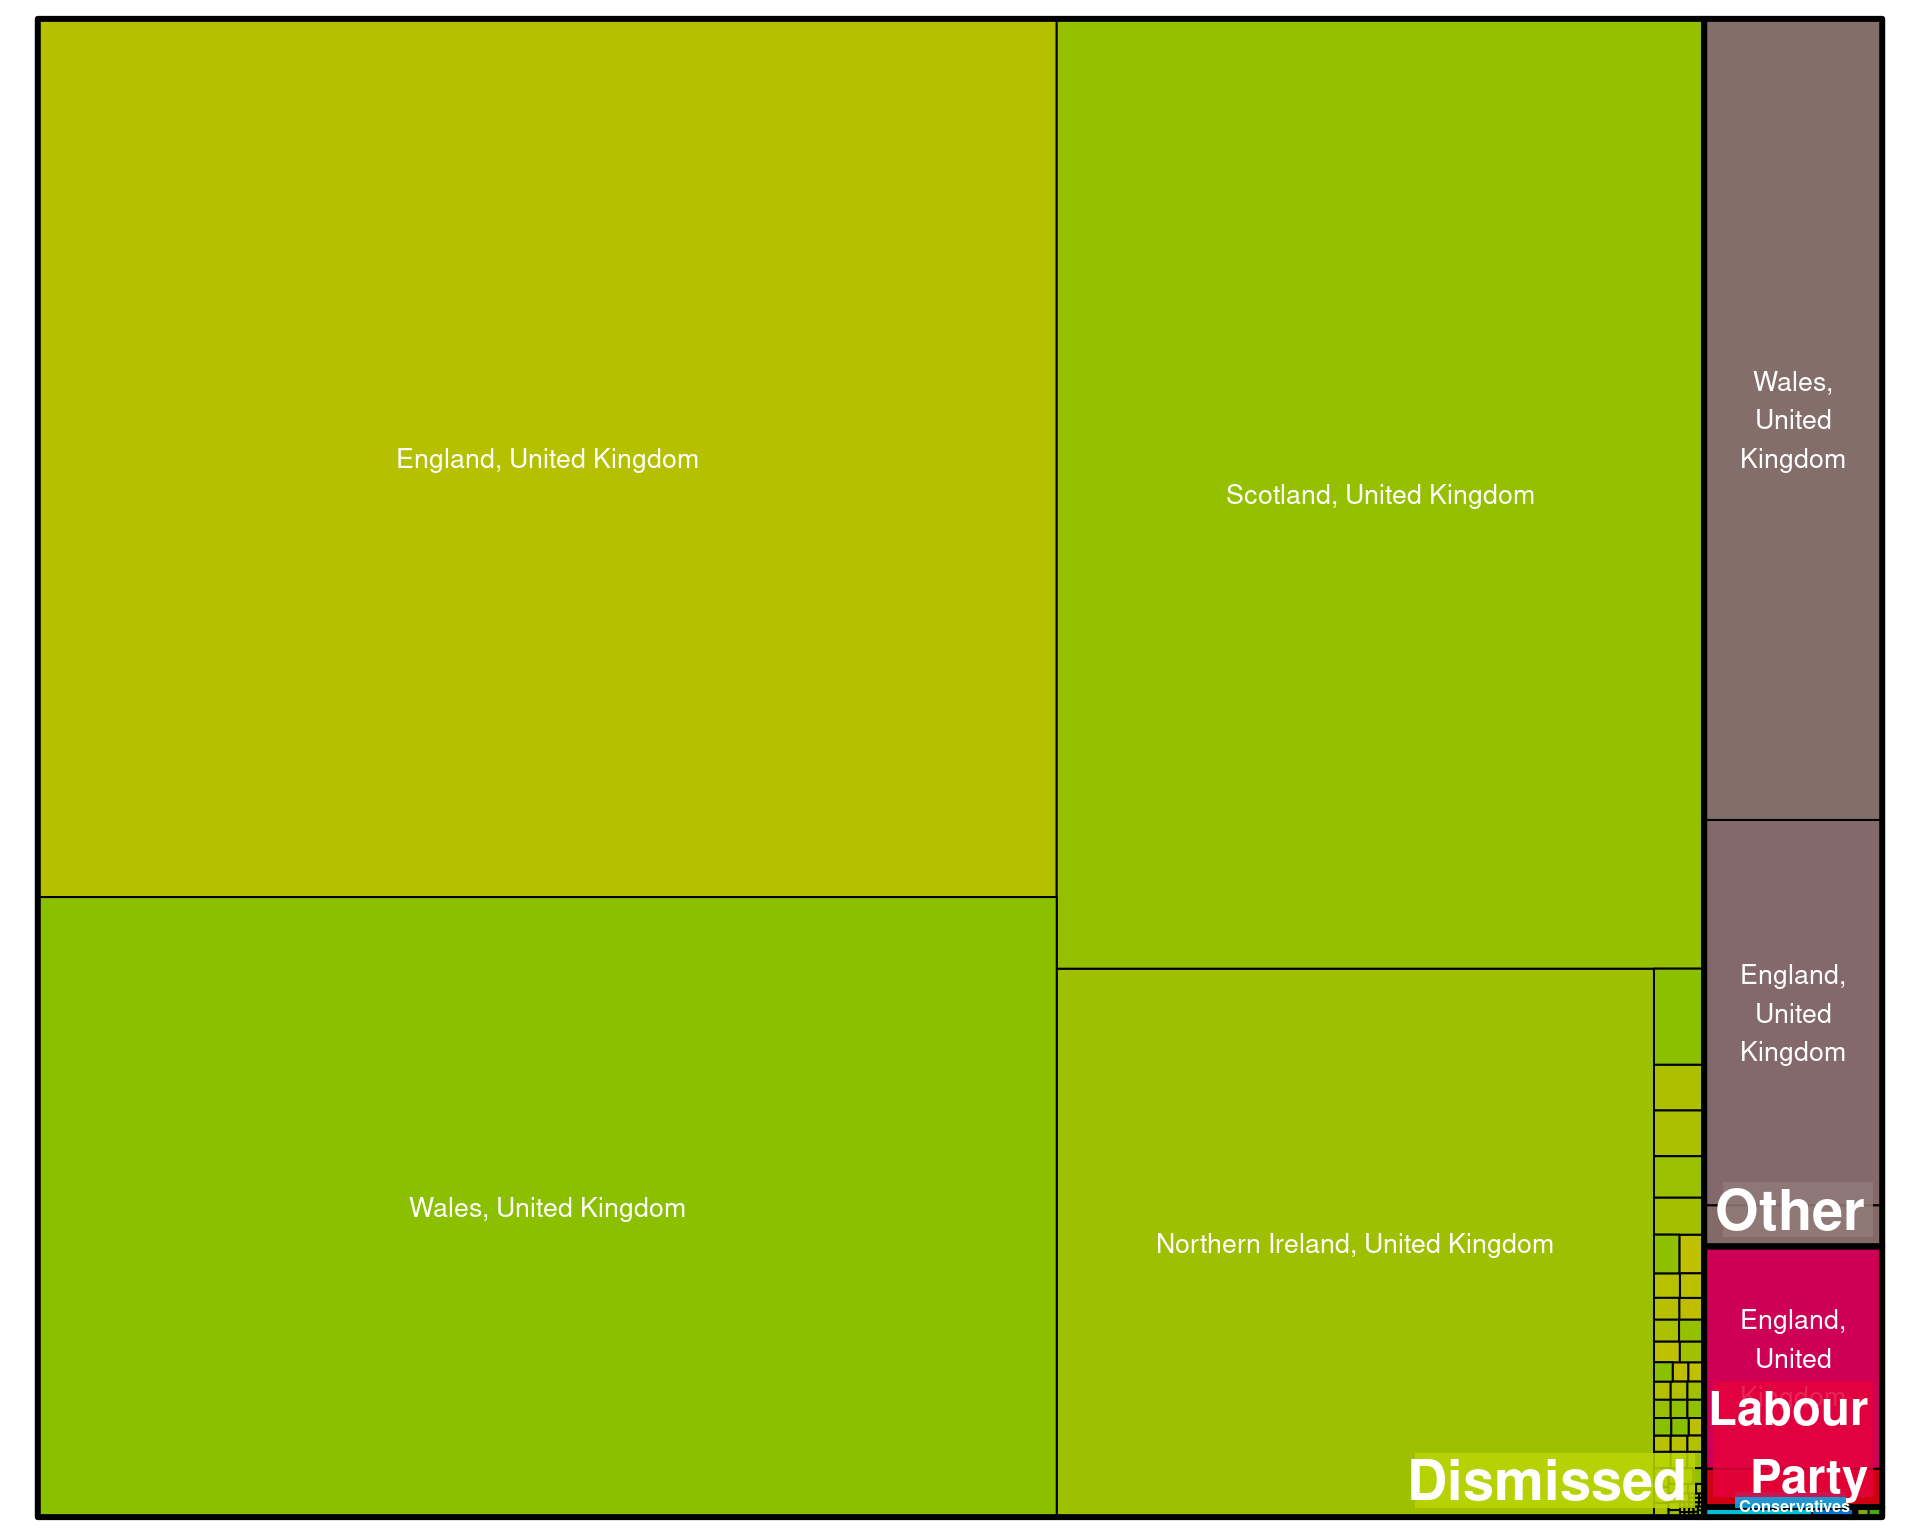 England, United Kingdom
Scotland, United Kingdom
Wales,
United
Kingdom
Wales, United Kingdom
Northern Ireland, United Kingdom
Dismissed
England,
United
Kingdom
Other
England,
United
Kingdom
Labour
Party
Conservatives